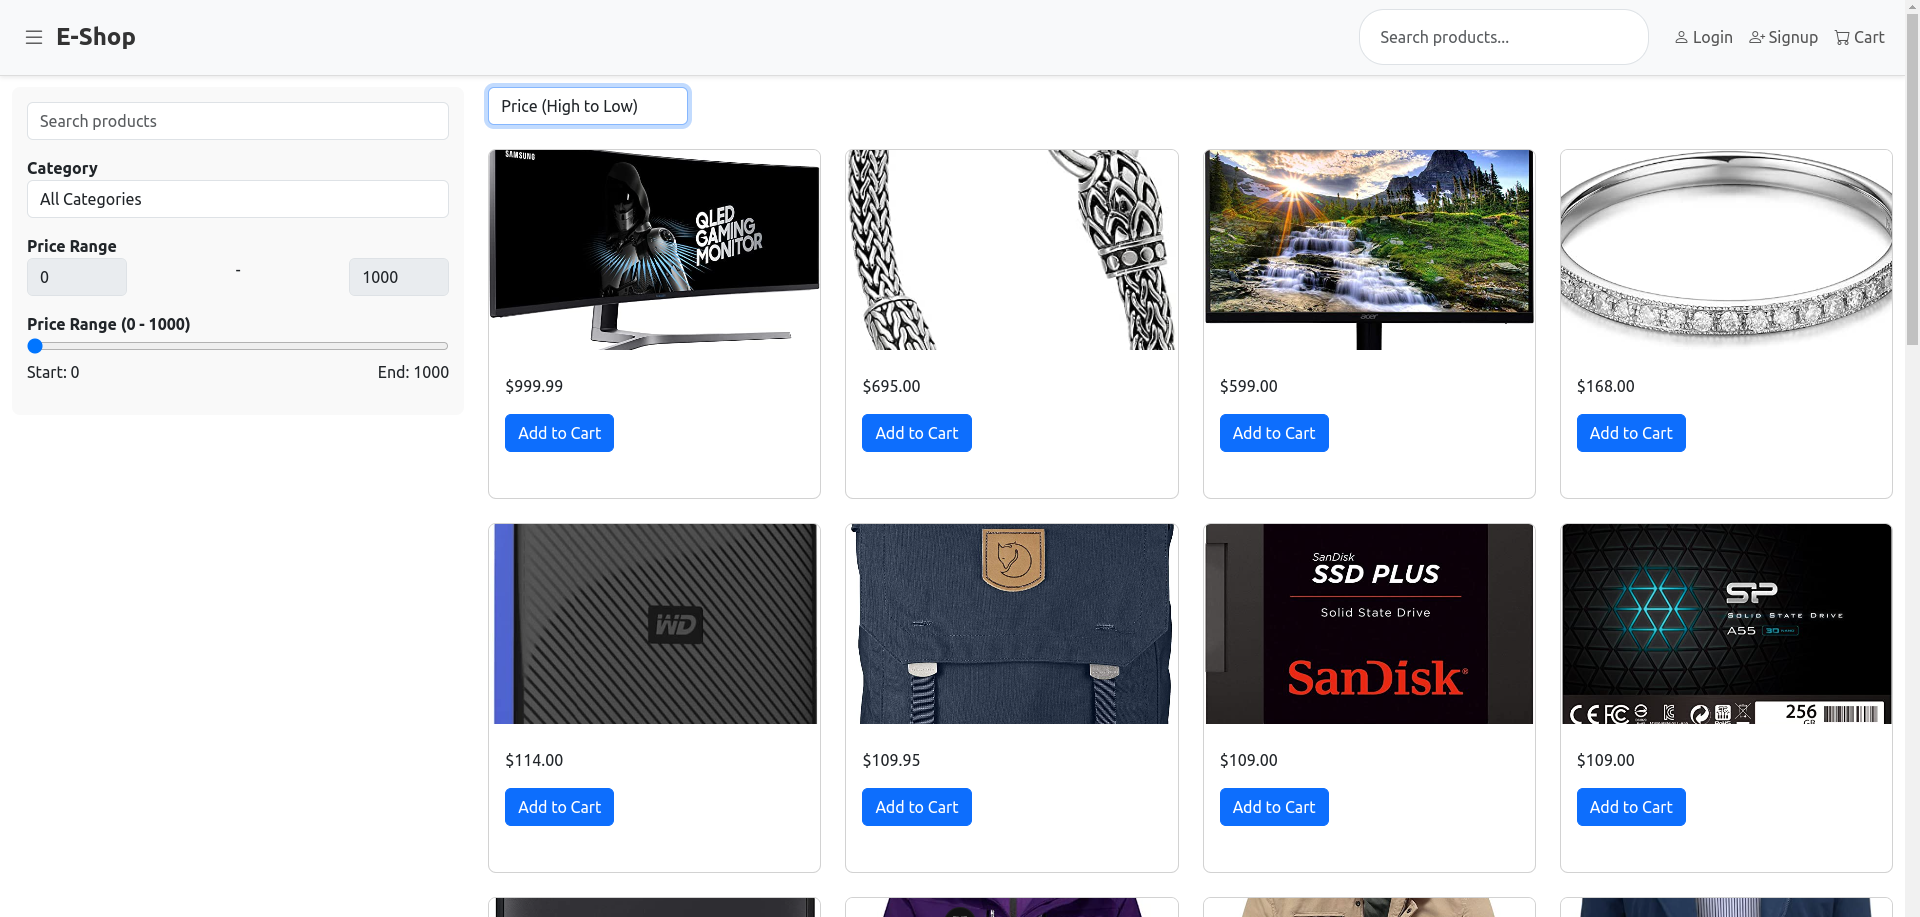 E-Shop
Search products...
Login
Signup
Cart
Search products
Category
All Categories
Price Range
0
-
1000
Price Range (0 - 1000)
Start: 0
End: 1000
Price (High to Low)
SAMSUNG
QLED
GAMING
MONITOR
$999.99
Add to Cart
$695.00
Add to Cart
acer
$599.00
Add to Cart
$168.00
Add to Cart
WD
$114.00
Add to Cart
$109.95
Add to Cart
SanDisk
SSD PLUS
Solid State Drive
SanDisk®
$109.00
Add to Cart
SP
SOLID STATE DRIVE
A55
CE FC
256
GB
$109.00
Add to Cart